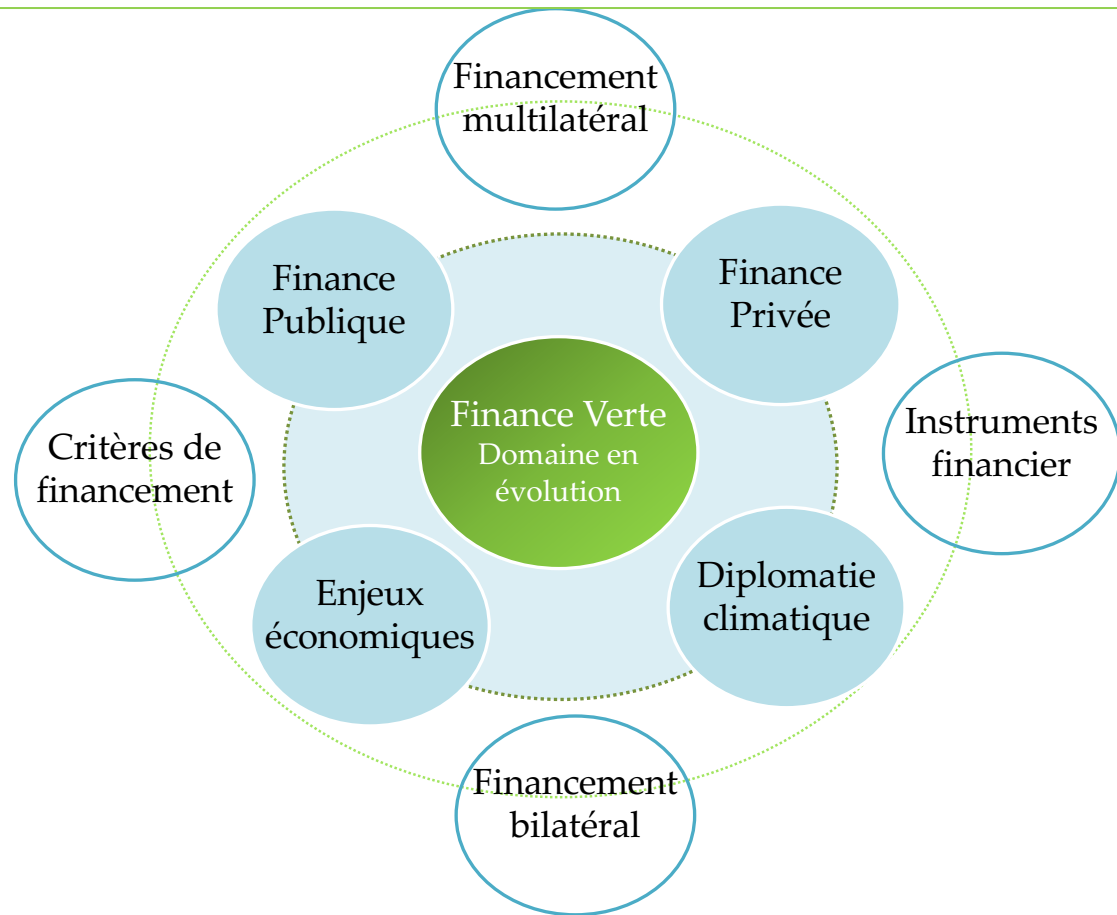 Financement
multilatéral
Finance
Publique
Finance
Privée
Finance Verte
Domaine en
évolution
Critères de
financement
Instruments
financier
Enjeux
économiques
Diplomatie
climatique
Financement
bilatéral